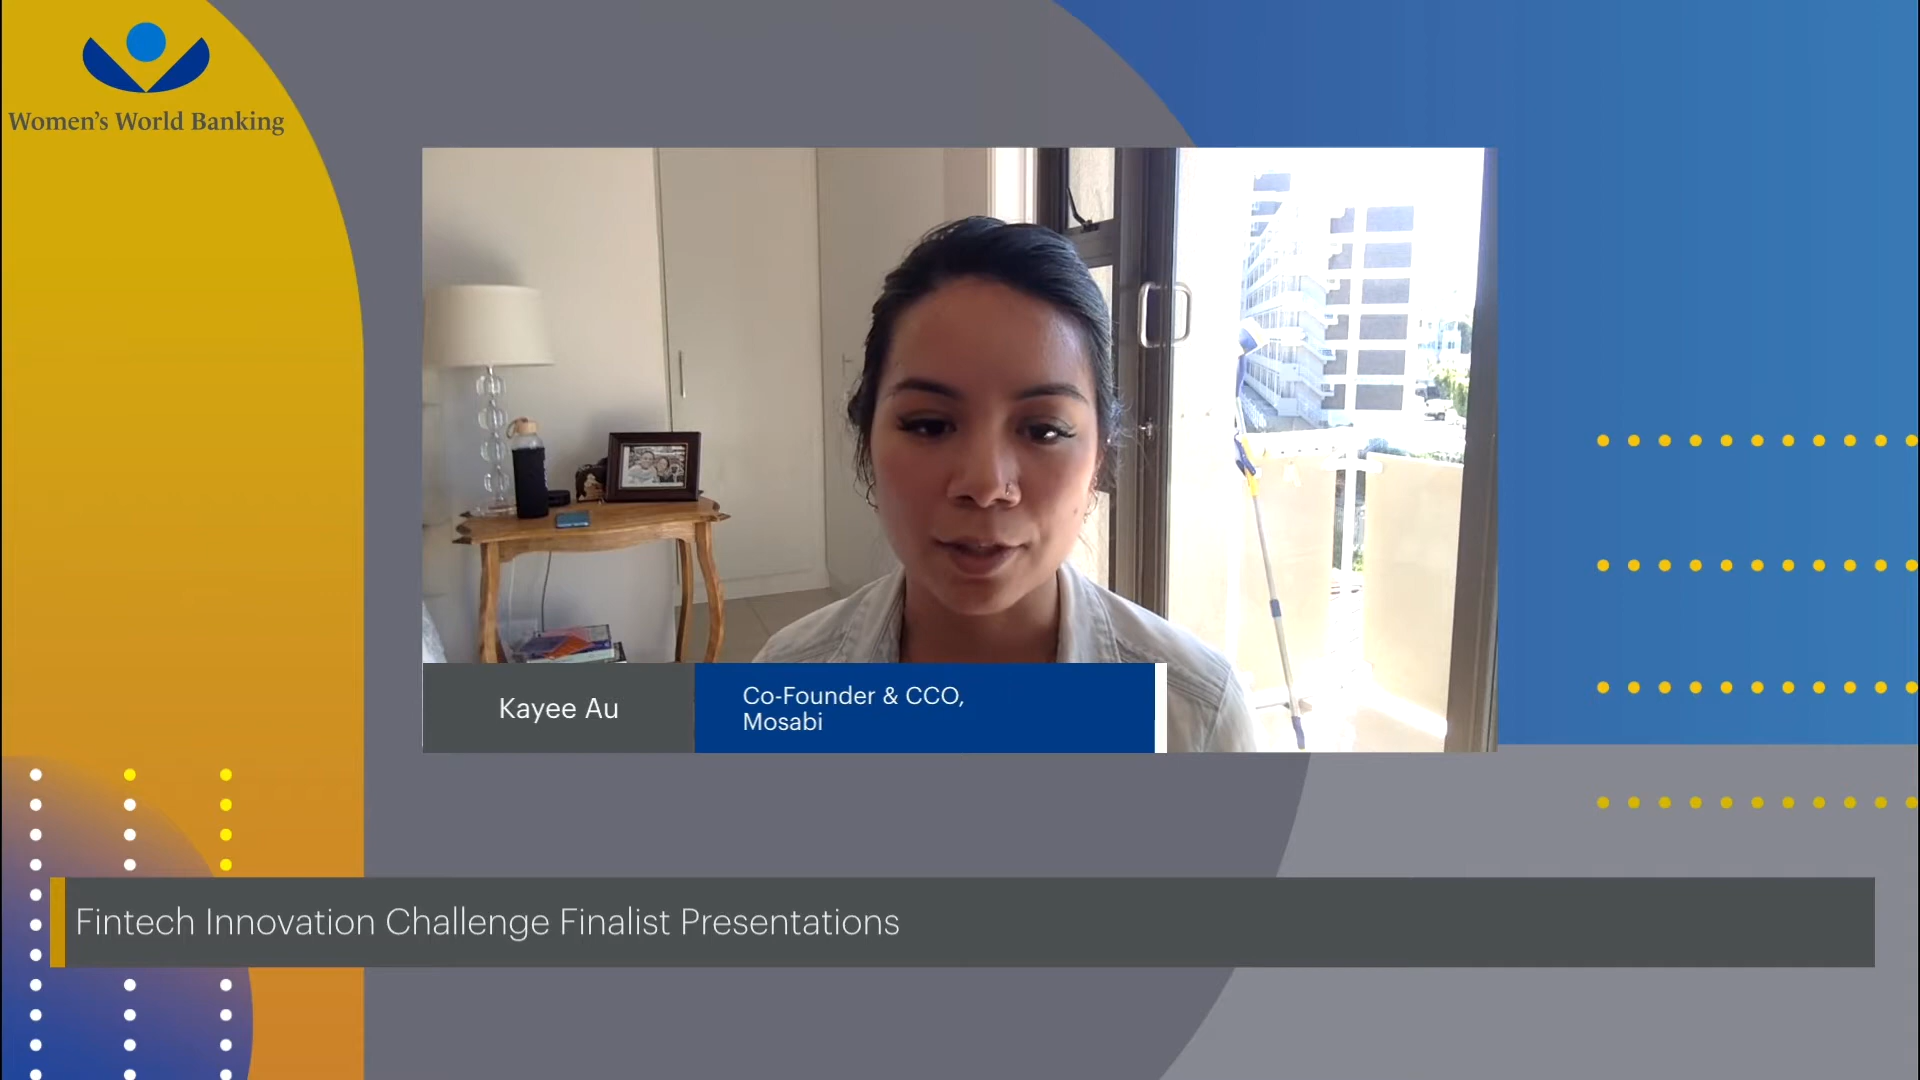 Women's World Banking
Kayee Au
Co-Founder & CCO,
Mosabi
Fintech Innovation Challenge Finalist Presentations